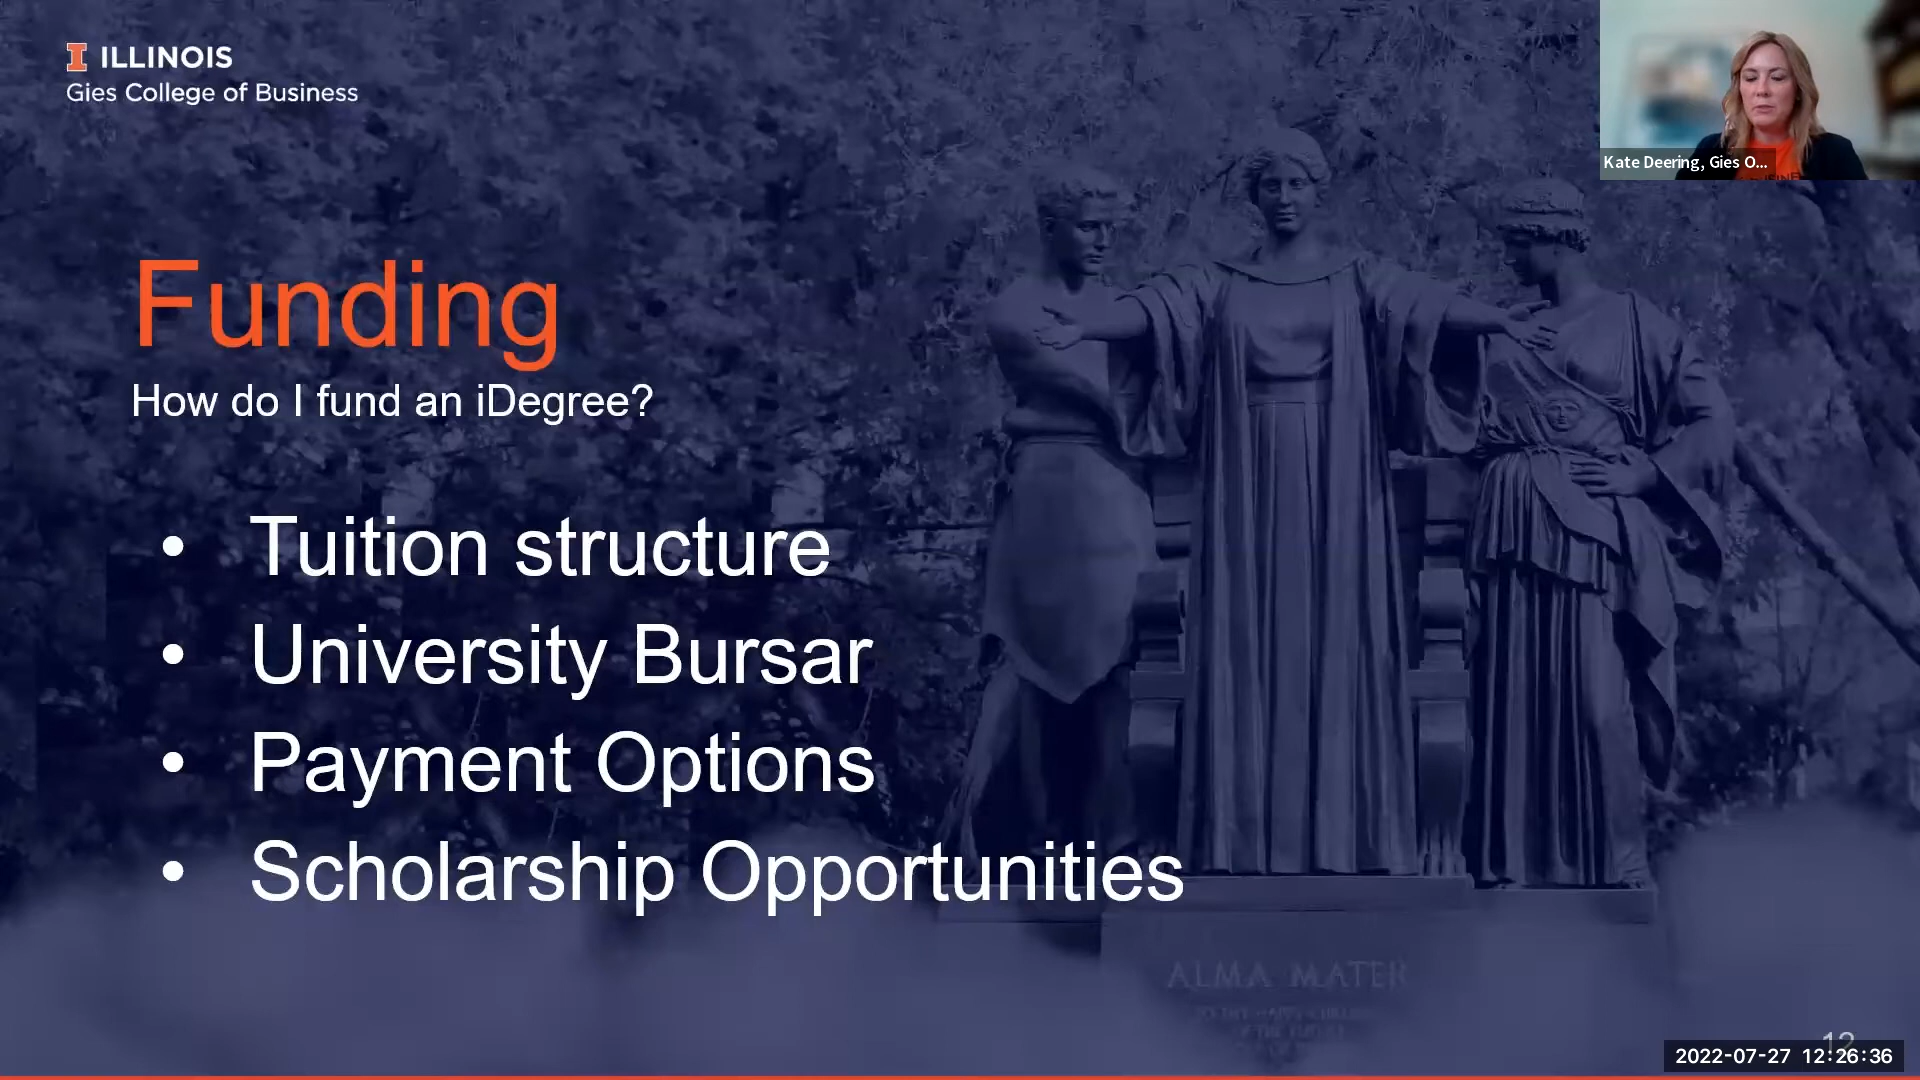 I ILLINOIS
Gies College of Business
Kate Deering, Gies O...
Funding
How do I fund an iDegree?
• Tuition structure
• University Bursar
• Payment Options
• Scholarship Opportunities
ALMA MATER
12
2022-07-27 12:26:36